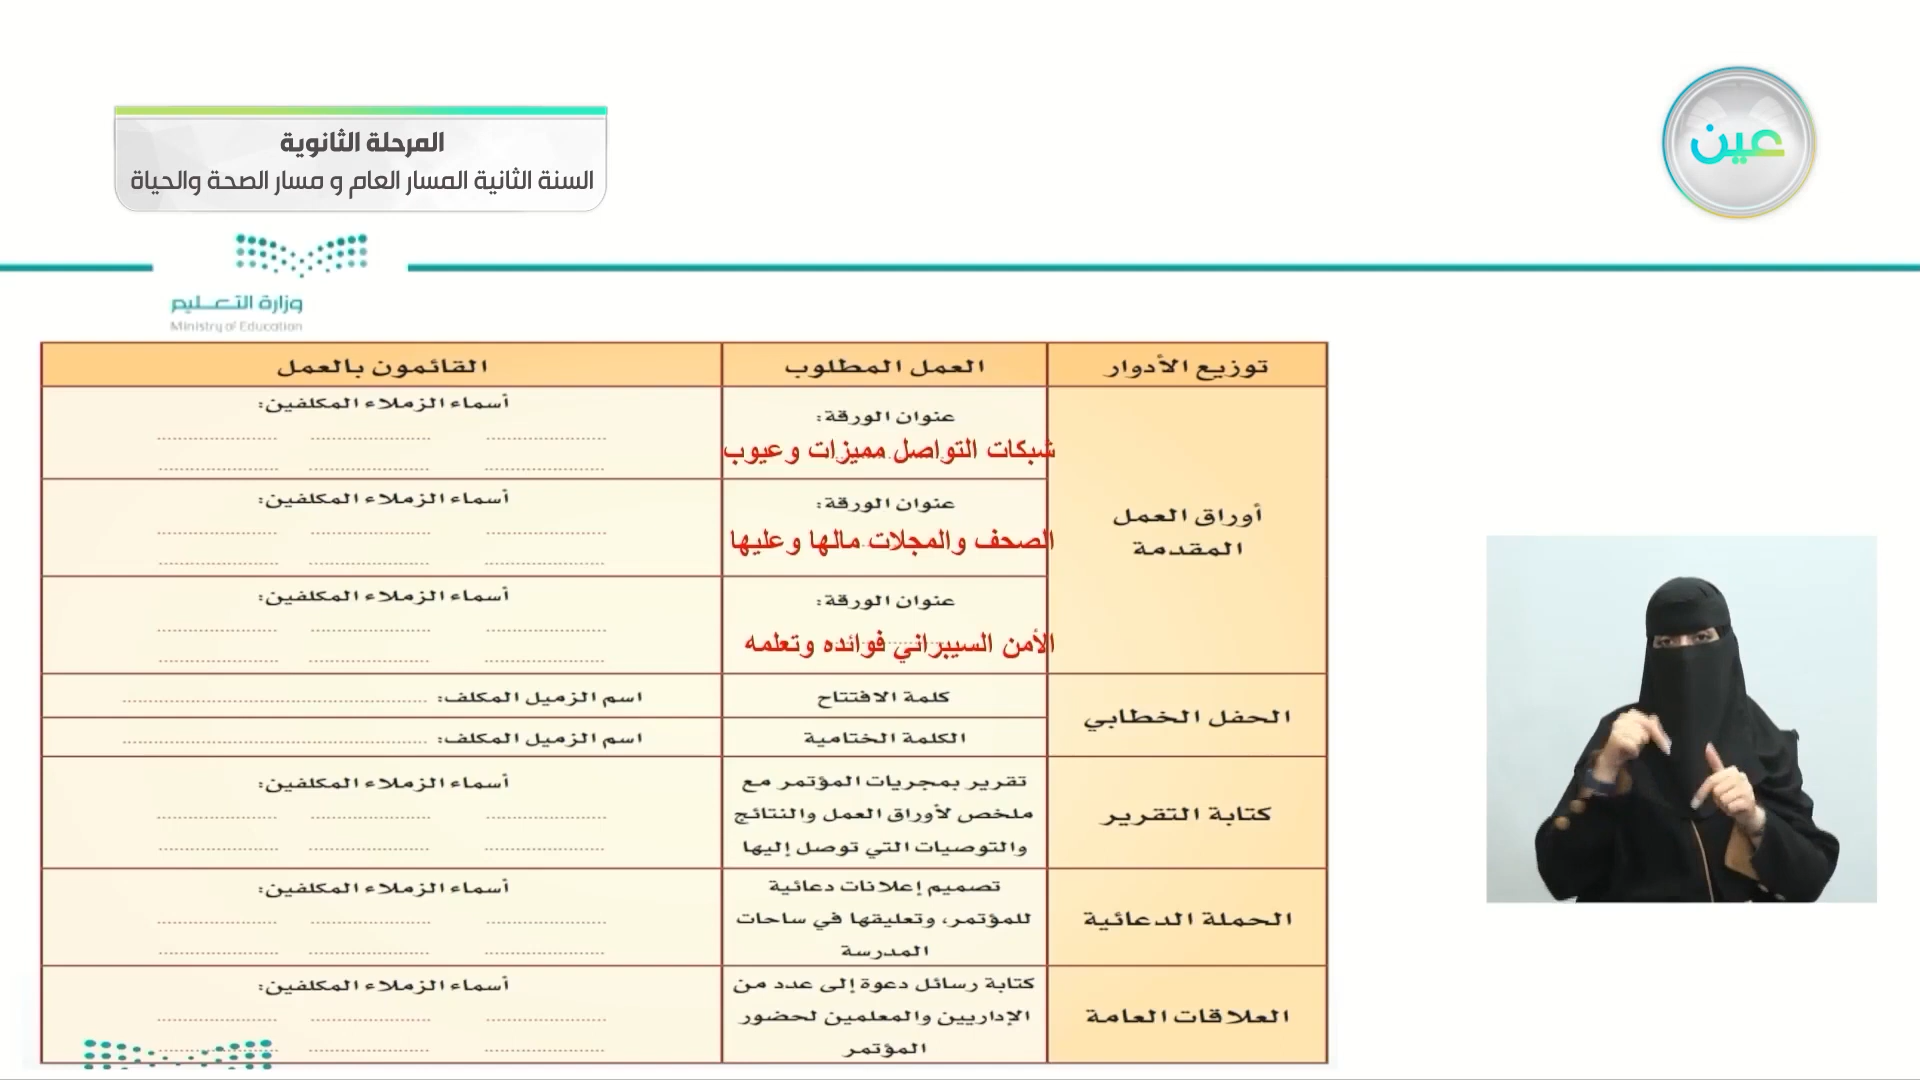 المرحلة الثانوية
السنة الثانية المسار العام و مسار الصحة والحياة
عين
وزارة التعليم
Ministry of Education
توزيع الأدوار
العمل المطلوب
القائمون بالعمل
أوراق العمل
المقدمة
عنوان الورقة:
شبكات التواصل مميزات وعيوب
أسماء الزملاء المكلفين:
عنوان الورقة:
الصحف والمجلات مالها وعليها
أسماء الزملاء المكلفين:
عنوان الورقة:
الأمن السيبراني فوائده وتعلمه
أسماء الزملاء المكلفين:
الحفل الخطابي
كلمة الافتتاح
اسم الزميل المكلف:
الكلمة الختامية
اسم الزميل المكلف:
كتابة التقرير
تقرير بمجريات المؤتمر مع
ملخص لأوراق العمل والنتائج
والتوصيات التي توصل إليها
أسماء الزملاء المكلفين:
الحملة الدعائية
تصميم إعلانات دعائية
للمؤتمر، وتعليقها في ساحات
المدرسة
أسماء الزملاء المكلفين:
العلاقات العامة
كتابة رسائل دعوة إلى عدد من
الإداريين والمعلمين لحضور
المؤتمر
أسماء الزملاء المكلفين: